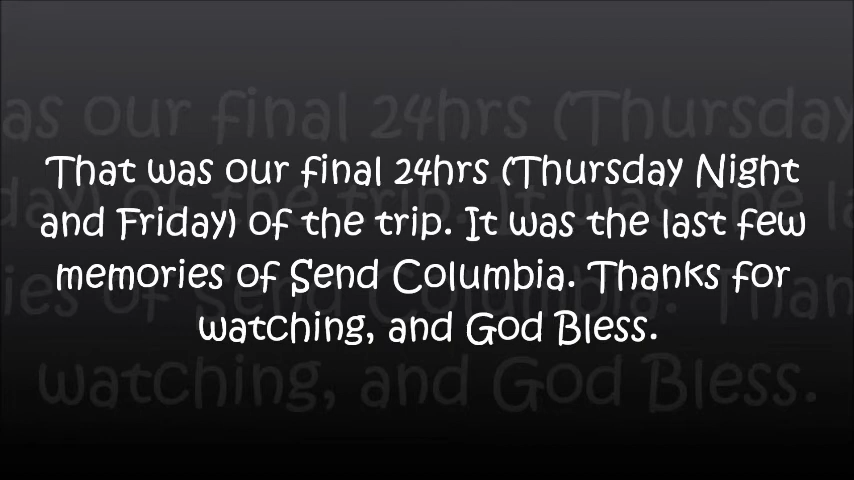 That was our final 24hrs (Thursday Night
and Friday) of the trip. It was the last few
memories of Send Columbia. Thanks for
watching, and God Bless.